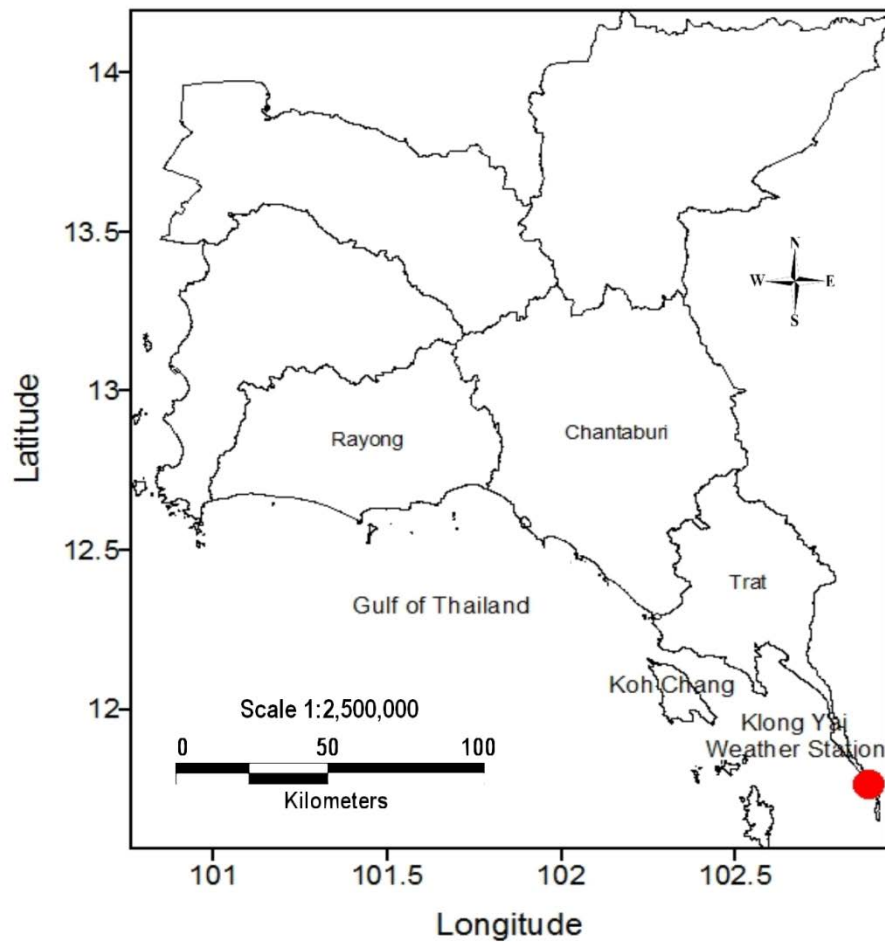 14
13.5
N
W E
S
13
Latitude
Rayong
Chantaburi
12.5
Trat
Gulf of Thailand
Koh Chang
12
Scale 1:2,500,000
Klong Yai
Weather Station
0 50 100
Kilometers
101 101.5 102 102.5
Longitude